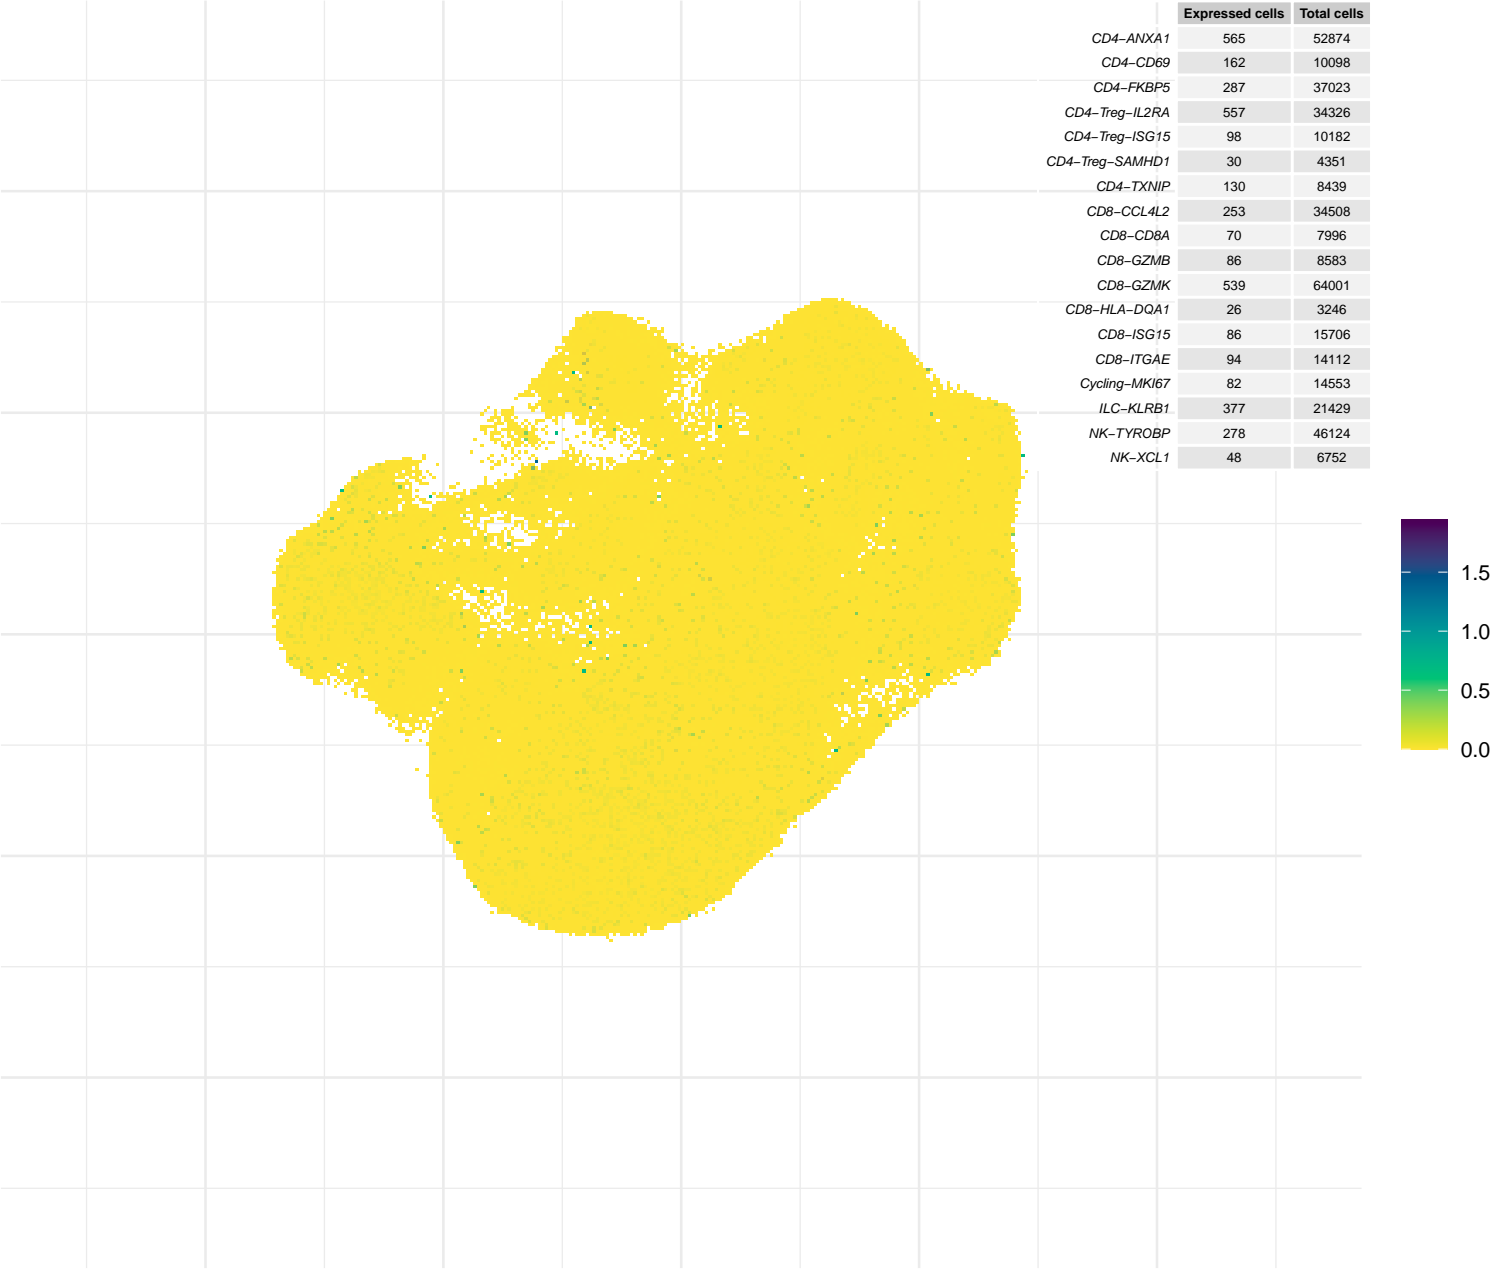 Expressed cells Total cells
CD4−ANXA1 565 52874
CD4−CD69 162 10098
CD4−FKBP5 287 37023
CD4−Treg−IL2RA 557 34326
CD4−Treg−ISG15 98 10182
CD4−Treg−SAMHD1 30 4351
CD4−TXNIP 130 8439
CD8−CCL4L2 253 34508
CD8−CD8A 70 7996
CD8−GZMB 86 8583
CD8−GZMK 539 64001
CD8−HLA−DQA1 26 3246
CD8−ISG15 86 15706
CD8−ITGAE 94 14112
Cycling−MKI67 82 14553
ILC−KLRB1 377 21429
NK−TYROBP 278 46124
NK−XCL1 48 6752
1.5
1.0
0.5
0.0